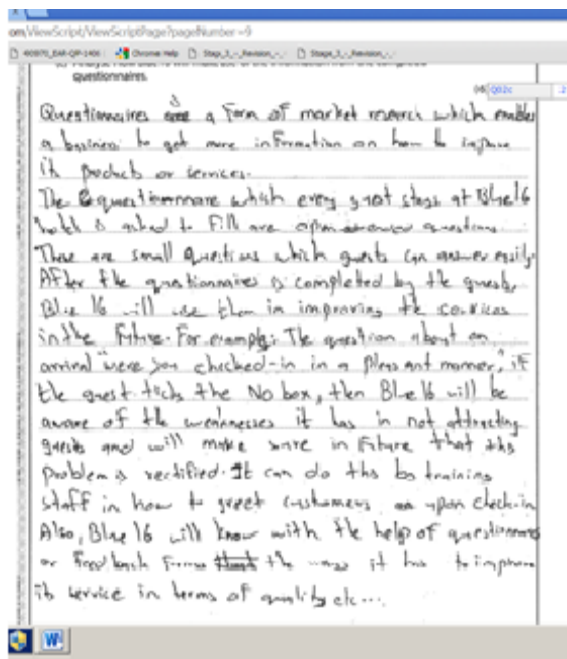 om/ViewScript/ViewScriptPage?pageNumber=9
Chrome Help
questionnaires.
Q02c
Questionnaires are is a form of market research which enables
a business to get more information on how to improve
its products or services.
The questionnare which every guest stays at Blue16
hotel is asked to fill are open questions.
These are small Questions which guests can answer easily.
After the questionnaires is completed by the guests,
Blue 16 will use them in improving the services
in the Future. For example: The question about on
arrival "were you checked-in in a pleasant manner," if
the guest ticks the No box, then Blue16 will be
aware of the weaknesses it has in not attracting
guests and will make sure in Future that this
problem is rectified. It can do this by training
staff in how to greet customers upon check-in
Also, Blue 16 will know with the help of questionnaires
or feedback forms the ways it has to improve
its service in terms of quality etc...